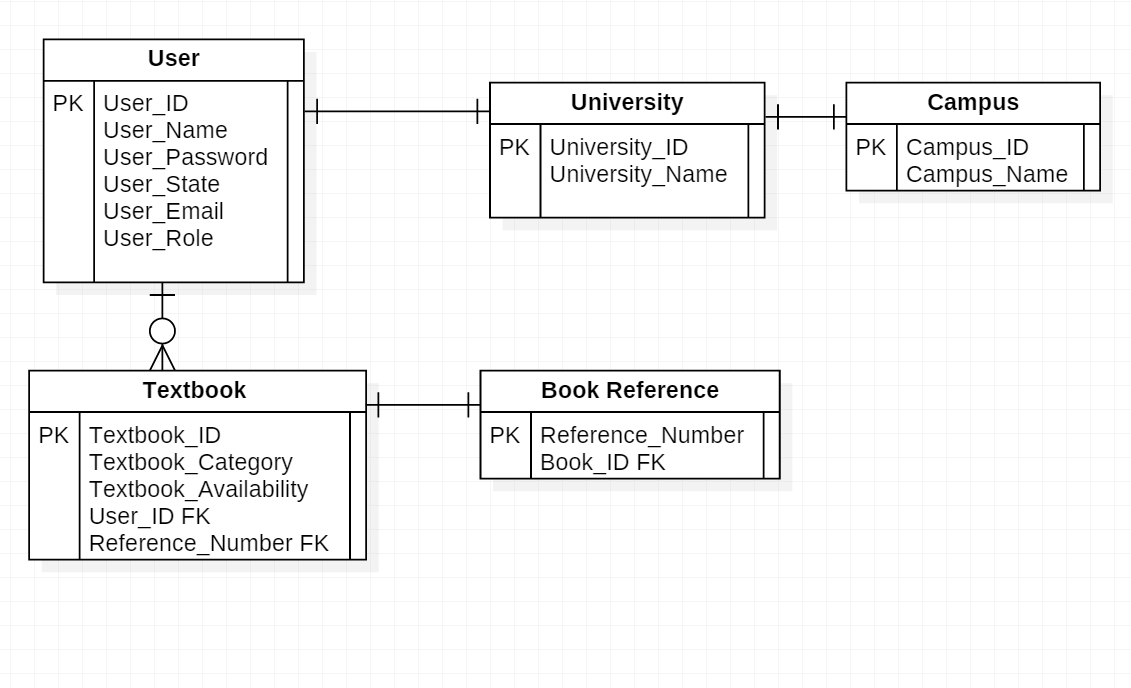 User
PK User_ID
User_Name
User_Password
User_State
User_Email
User_Role
University
PK University_ID
University_Name
Campus
PK Campus_ID
Campus_Name
Textbook
PK Textbook_ID
Textbook_Category
Textbook_Availability
User_ID FK
Reference_Number FK
Book Reference
PK Reference_Number
Book_ID FK